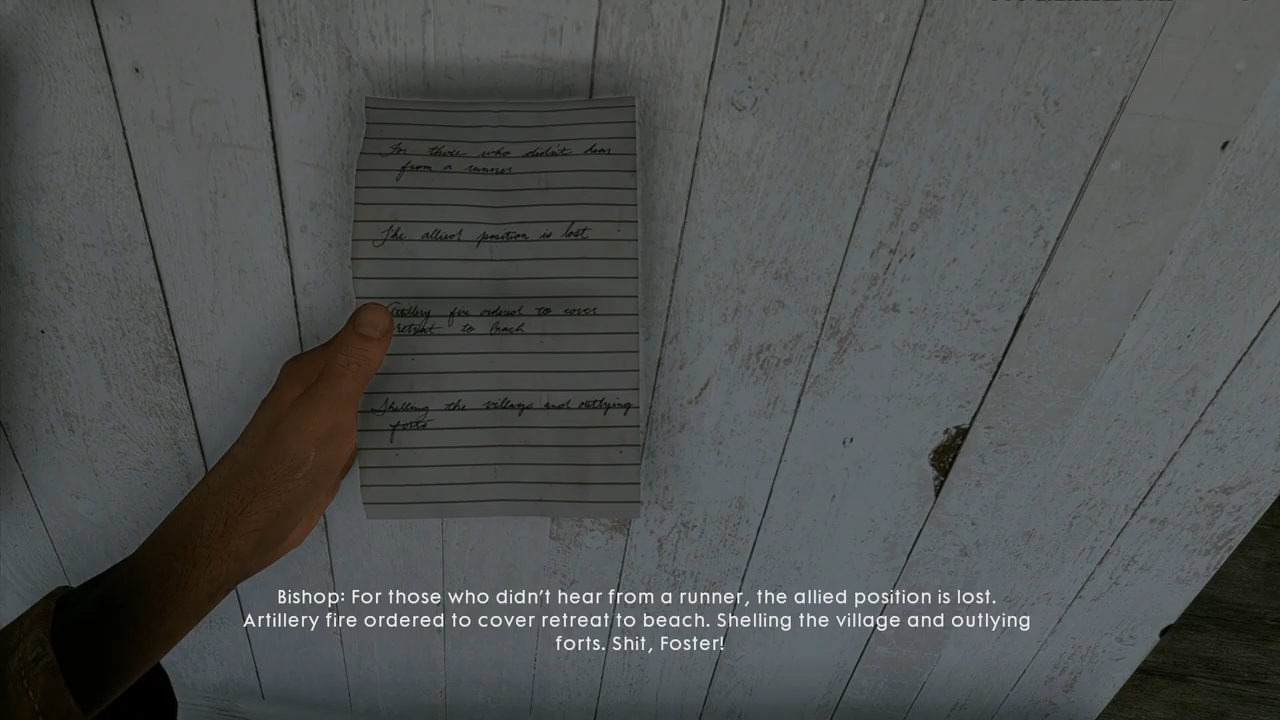 For those who didn't hear
from a runner
The allied position is lost
Artillery fire ordered to cover
retreat to beach
Shelling the village and outlying
forts
Bishop: For those who didn't hear from a runner, the allied position is lost.
Artillery fire ordered to cover retreat to beach. Shelling the village and outlying
forts. Shit, Foster!